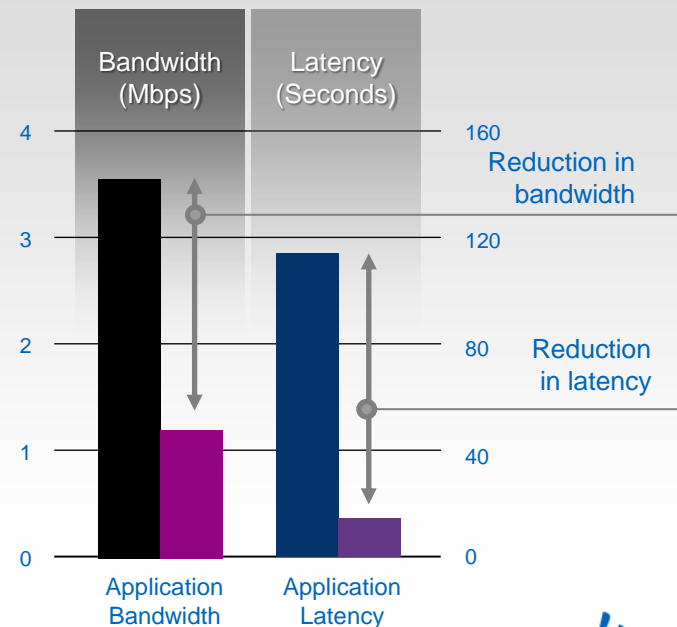 Bandwidth
(Mbps)
Latency
(Seconds)
4
160
Reduction in
bandwidth
3
120
2
80
Reduction
in latency
1
40
0
0
Application
Bandwidth
Application
Latency